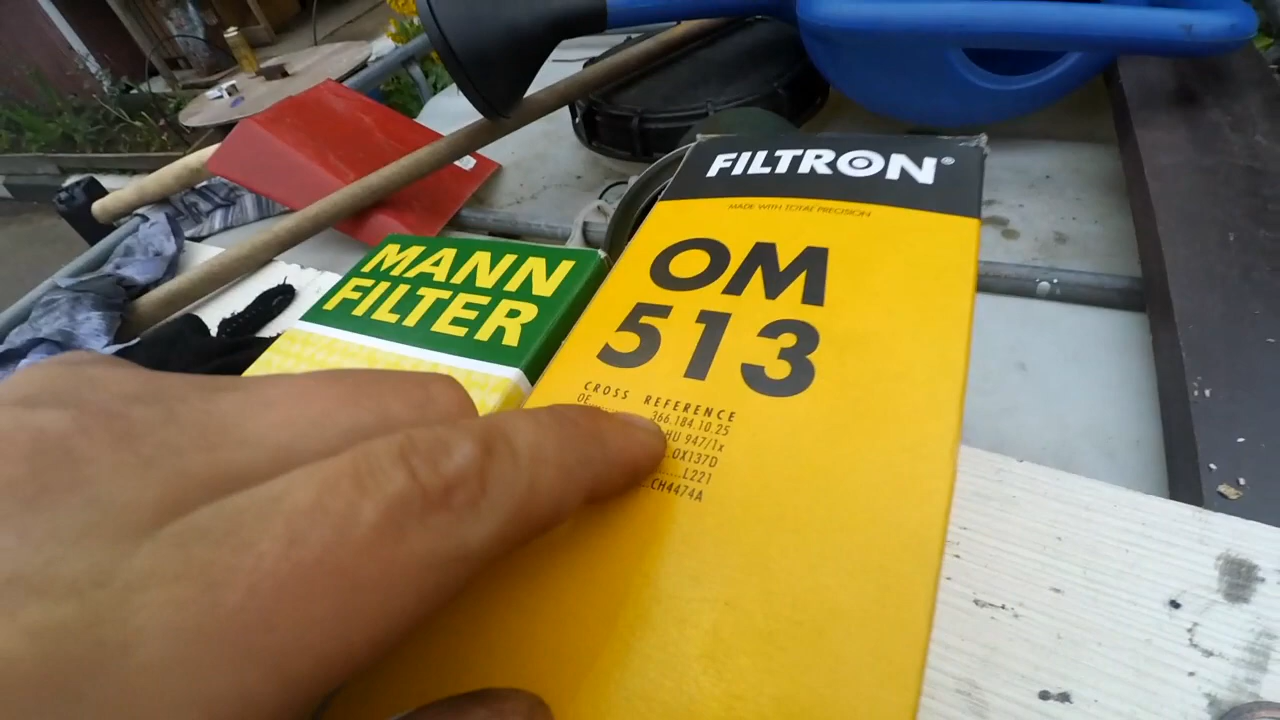 MANN
FILTER
FILTRON®
MADE WITH TOTAL PRECISION
OM
513
CROSS REFERENCE
OE..........366.184.10.25
HU 947/1x
OX137D
L221
CH4474A